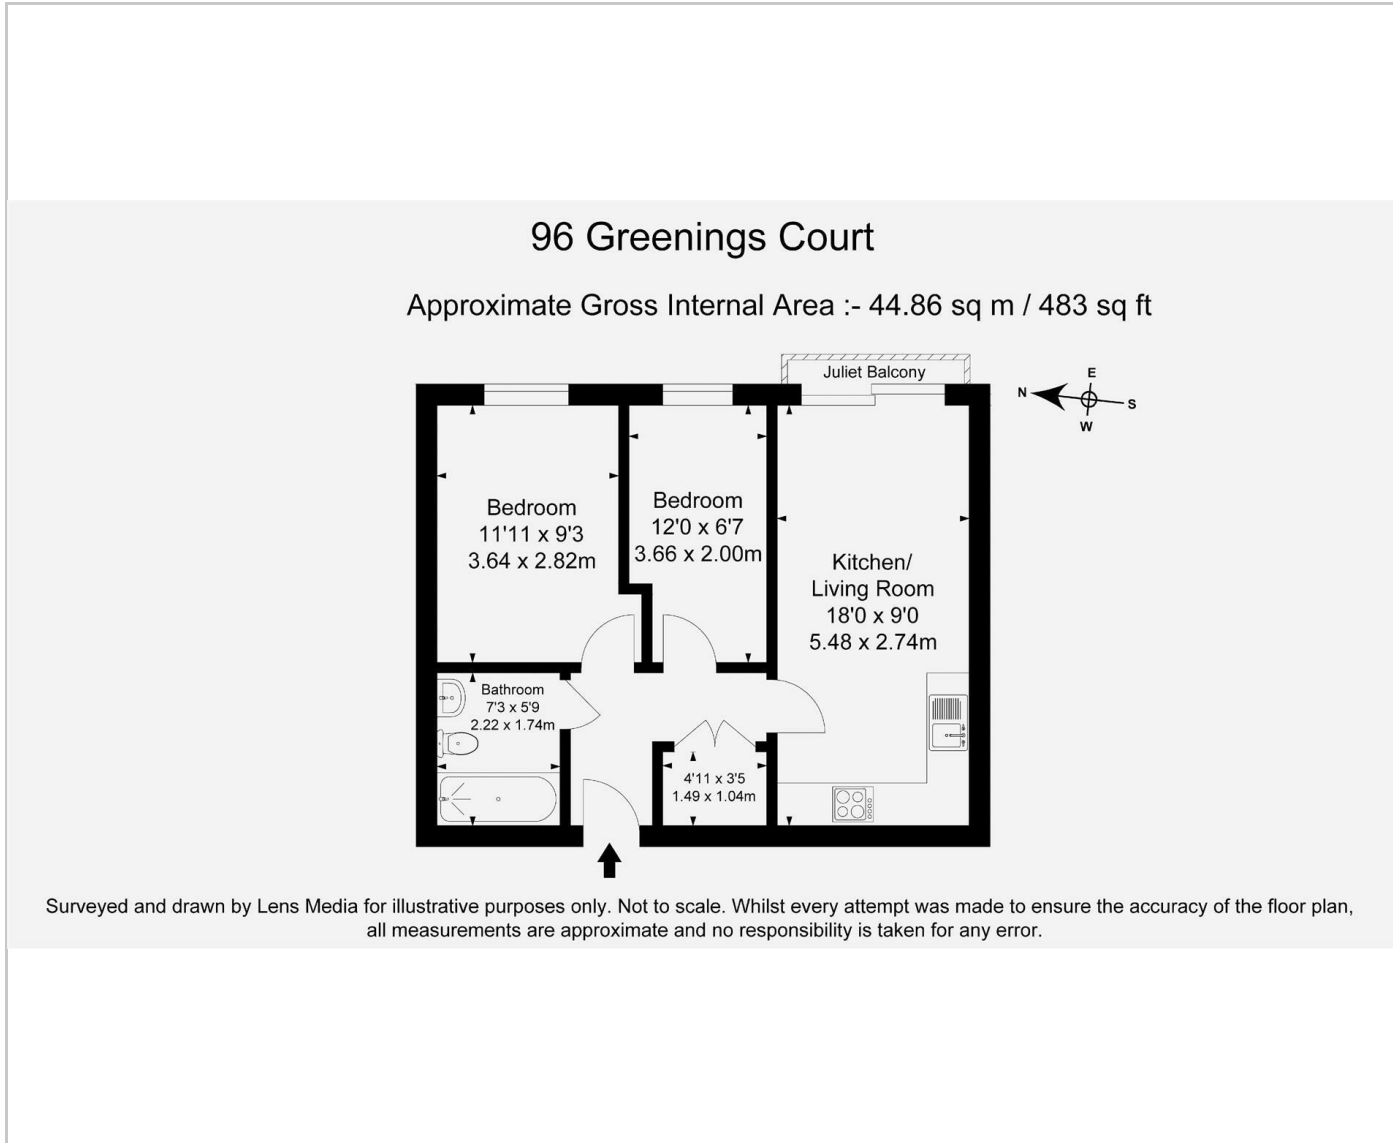 96 Greenings Court
Approximate Gross Internal Area :- 44.86 sq m / 483 sq ft
Juliet Balcony
E
N
S
W
Bedroom
11'11 x 9'3
3.64 x 2.82m
Bedroom
12'0 x 6'7
3.66 x 2.00m
Kitchen/
Living Room
18'0 x 9'0
5.48 x 2.74m
Bathroom
7'3 x 5'9
2.22 x 1.74m
4'11 x 3'5
1.49 x 1.04m
Surveyed and drawn by Lens Media for illustrative purposes only. Not to scale. Whilst every attempt was made to ensure the accuracy of the floor plan,
all measurements are approximate and no responsibility is taken for any error.